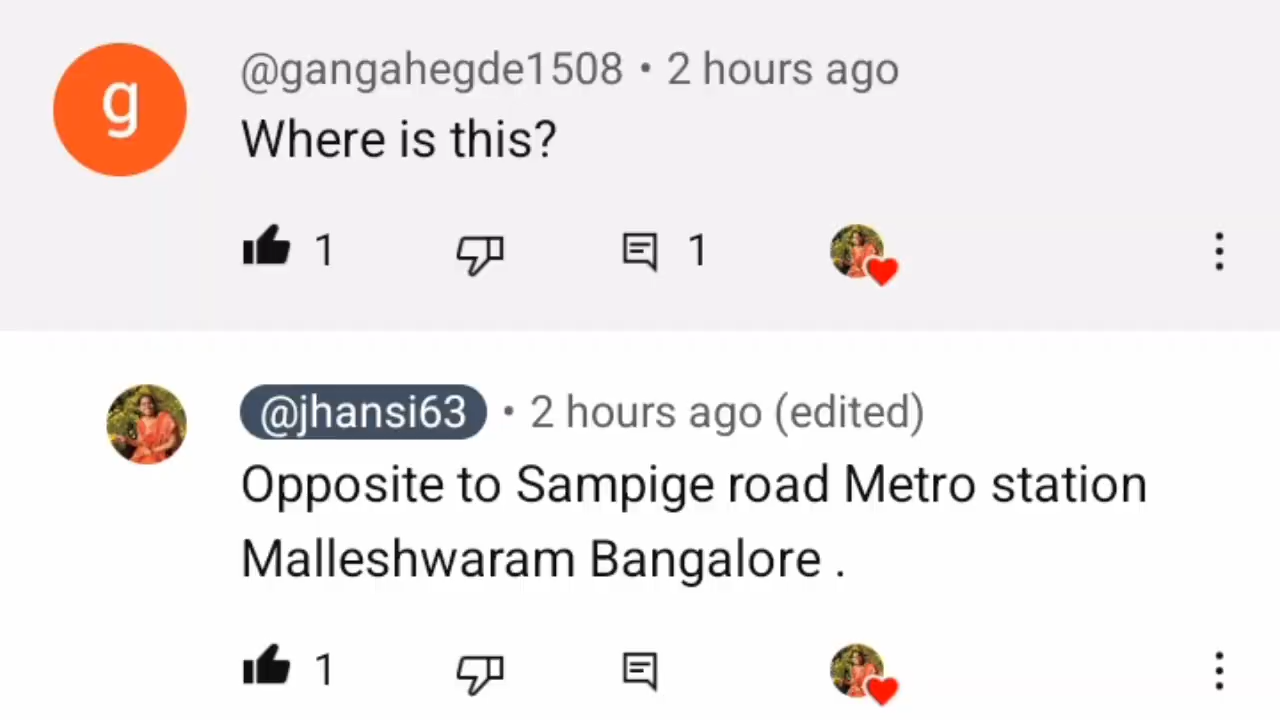 g
@gangahegde1508 • 2 hours ago
Where is this?
1
1
@jhansi63 • 2 hours ago (edited)
Opposite to Sampige road Metro station
Malleshwaram Bangalore .
1